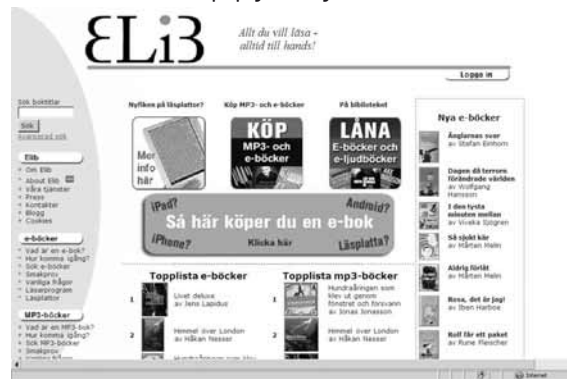 ELiB
Allt du vill läsa -
alltid till hands!
Logga in
Sök boktitlar
Sök
Avancerad sök
Elib
Om Elib
About Elib
Våra tjänster
Press
Kontakter
Blogg
Cookies
e-böcker
Vad är en e-bok?
Hur komma igång?
Sök e-böcker
Smakprov
Vanliga frågor
Läsprogram
Läsplattor
MP3-böcker
Vad är en MP3-bok?
Hur komma igång?
Sök MP3-böcker
Smakprov
Nyfiken på läsplattor?
Köp MP3- och e-böcker
På biblioteket
Mer
info
här
KÖP
MP3- och
e-böcker
LÅNA
E-böcker och
e-ljudböcker
iPad?
Android?
Så här köper du en e-bok
iPhone?
Klicka här
Läsplatta?
Topplista e-böcker
1
Livet deluxe
av Jens Lapidus
2
Himmel över London
av Håkan Nesser
Hundraåringen som klev
Topplista mp3-böcker
1
Hundraåringen som
klev ut genom
fönstret och försvann
av Jonas Jonasson
2
Himmel över London
av Håkan Nesser
Nya e-böcker
Änglarnas svar
av Stefan Einhorn
Dagen då terrorn
förändrade världen
av Wolfgang
Hansson
I den tysta
minuten mellan
av Viveka Sjögren
Så sjukt kär
av Mårten Melin
Aldrig förlåt
av Mårten Melin
Rosa, det är jag!
av Iben Harboe
Rolf får ett paket
av Rune Fleischer
Internet